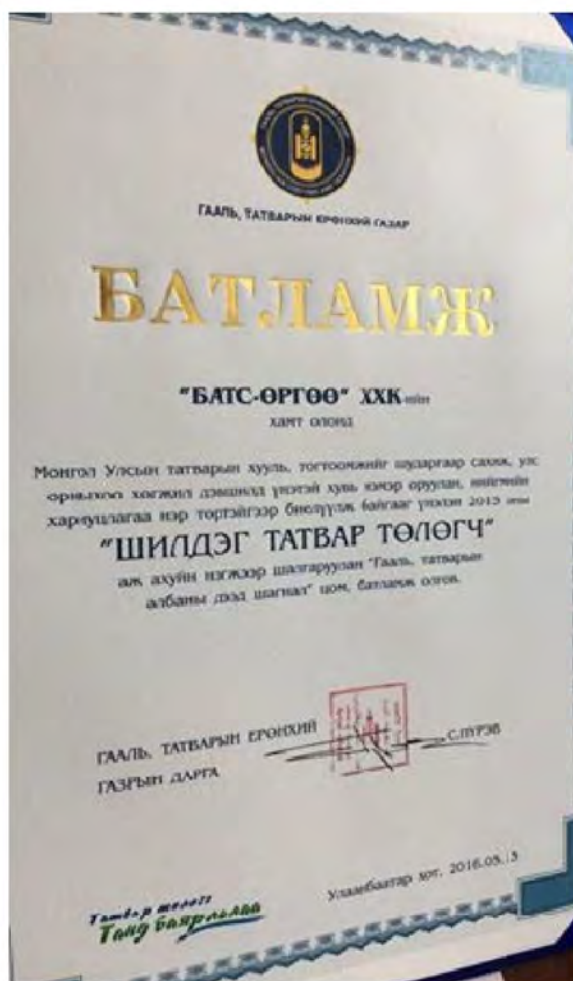 ГААЛЬ, ТАТВАРЫН ЕРӨНХИЙ ГАЗАР
БАТЛАМЖ
"БАТС-ӨРГӨӨ" ХХК-ийн
хамт олонд
Монгол Улсын татварын хууль, тогтоомжийг шударгаар сахиж, улс
орныхоо хөгжил дэвшилд үнэтэй хувь нэмэр оруулан, нийгмийн
хариуцлагаа нэр төртэйгээр биелүүлж байгааг үнэлэн 2015 оны
"ШИЛДЭГ ТАТВАР ТӨЛӨГЧ"
аж ахуйн нэгжээр шалгаруулан "Гааль, татварын
албаны дээд шагнал" цом, батламж олгов.
ГААЛЬ, ТАТВАРЫН ЕРӨНХИЙ
ГАЗРЫН ДАРГА
С.ПҮРЭВ
Улаанбаатар хот. 2016.03.
Татвар төлөгч
Танд баярлалаа